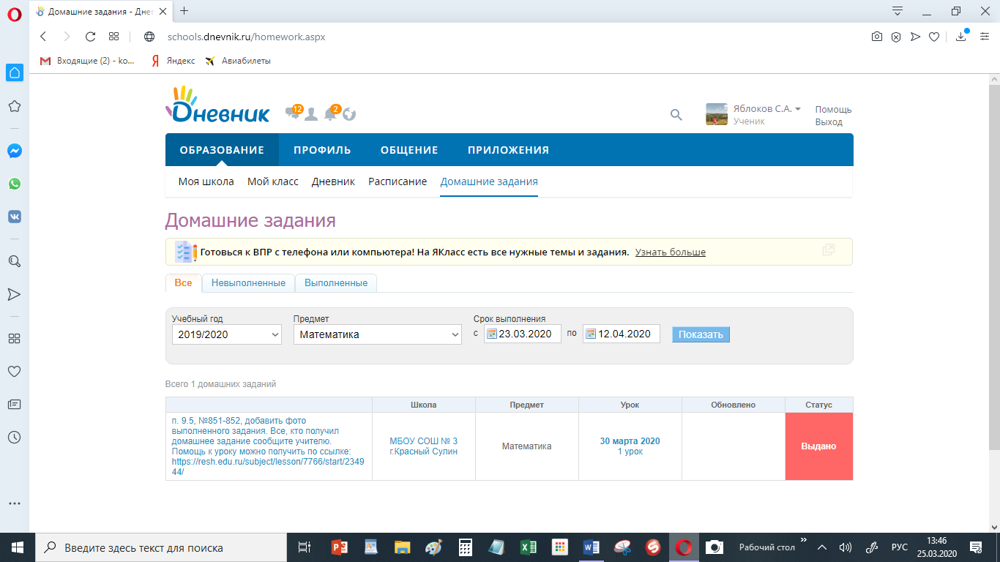 Домашние задания - Днев
schools.dnevnik.ru/homework.aspx
Входящие (2) - ko...
Яндекс
Авиабилеты
Дневник
12
2
Яблоков С.А.
Ученик
Помощь
Выход
ОБРАЗОВАНИЕ
ПРОФИЛЬ
ОБЩЕНИЕ
ПРИЛОЖЕНИЯ
Моя школа
Мой класс
Дневник
Расписание
Домашние задания
Домашние задания
Готовься к ВПР с телефона или компьютера! На ЯКласс есть все нужные темы и задания. Узнать больше
Все
Невыполненные
Выполненные
Учебный год
Предмет
Срок выполнения
2019/2020
Математика
с 23.03.2020 по 12.04.2020
Показать
Всего 1 домашних заданий
Школа
Предмет
Урок
Обновлено
Статус
п. 9.5, №851-852, добавить фото
выполненного задания. Все, кто получил
домашнее задание сообщите учителю.
Помощь к уроку можно получить по ссылке:
https://resh.edu.ru/subject/lesson/7766/start/2349
44/
МБОУ СОШ № 3
г.Красный Сулин
Математика
30 марта 2020
1 урок
Выдано
Введите здесь текст для поиска
Рабочий стол
РУС
13:46
25.03.2020